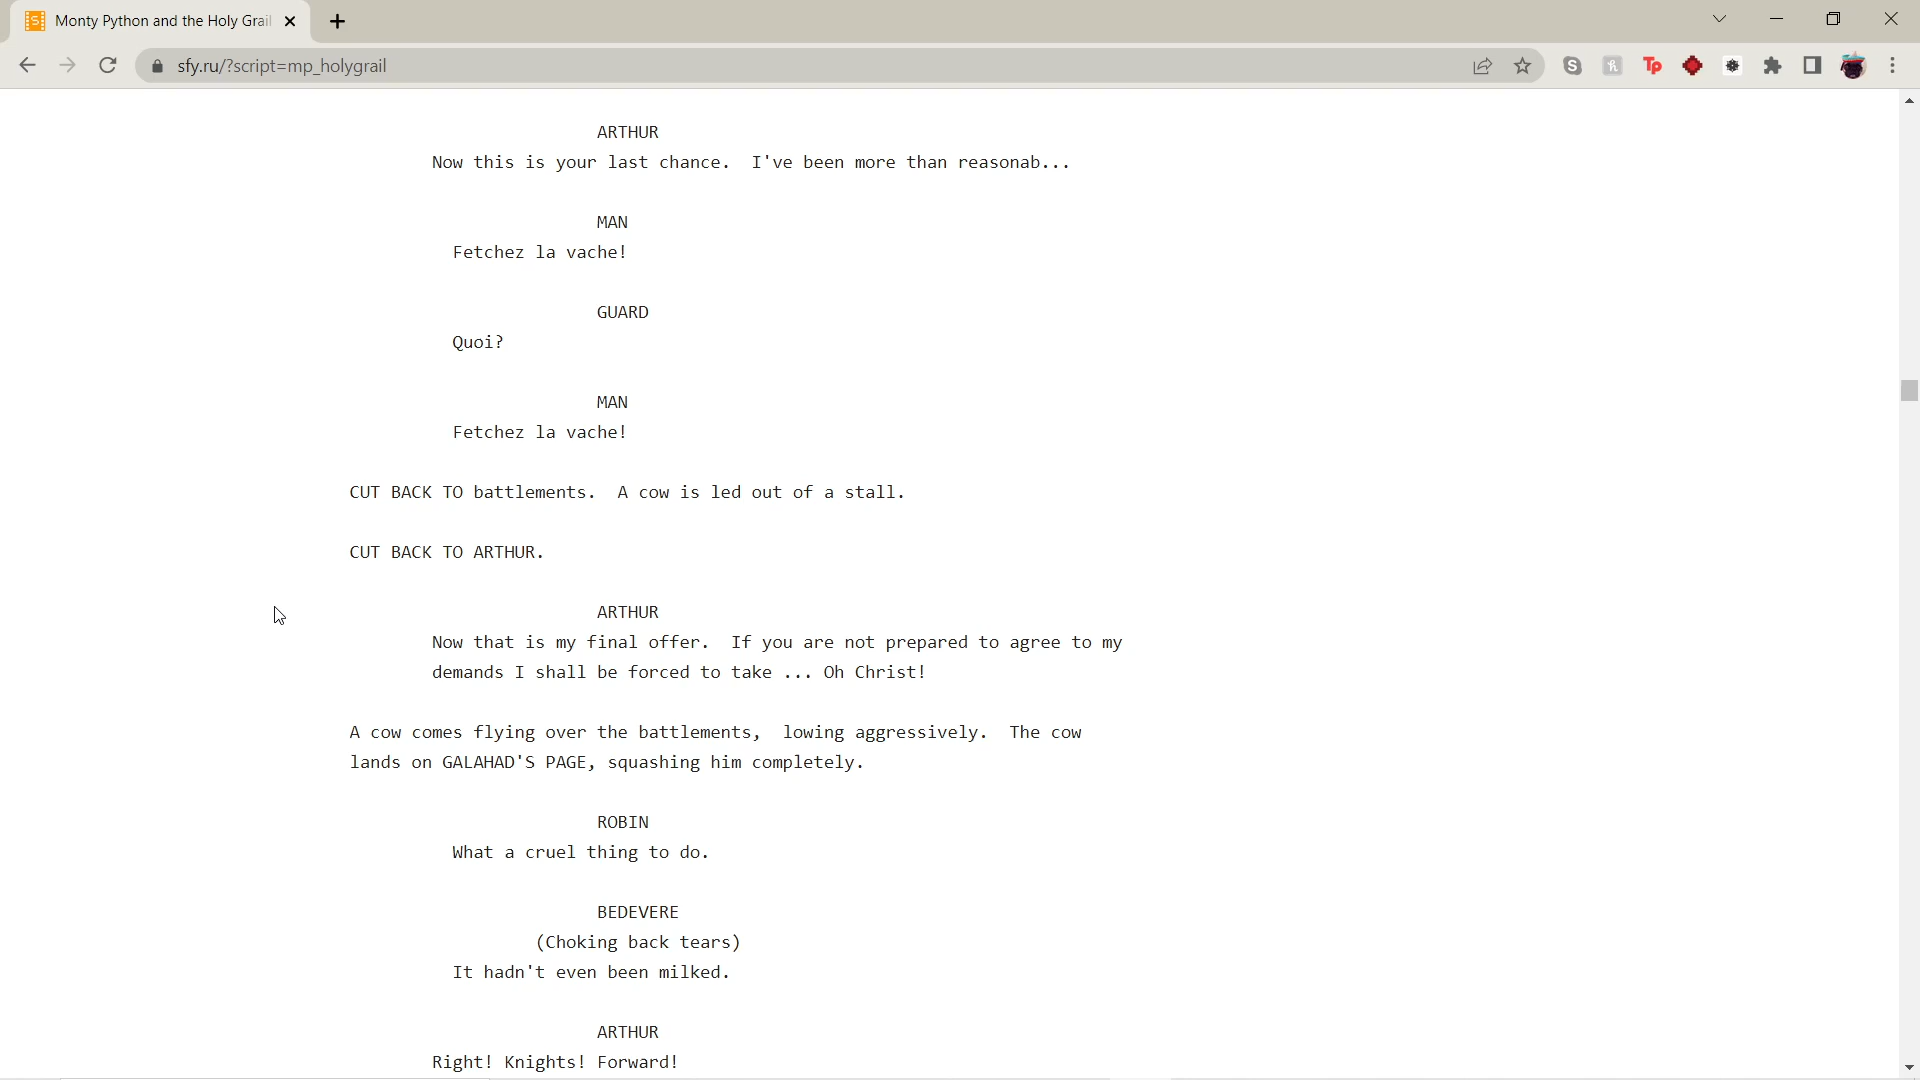 Monty Python and the Holy Grail
sfy.ru/?script=mp_holygrail
ARTHUR
Now this is your last chance.  I've been more than reasonab...
MAN
Fetchez la vache!
GUARD
Quoi?
MAN
Fetchez la vache!
CUT BACK TO battlements.  A cow is led out of a stall.
CUT BACK TO ARTHUR.
ARTHUR
Now that is my final offer.  If you are not prepared to agree to my
demands I shall be forced to take ... Oh Christ!
A cow comes flying over the battlements,  lowing aggressively.  The cow
lands on GALAHAD'S PAGE, squashing him completely.
ROBIN
What a cruel thing to do.
BEDEVERE
(Choking back tears)
It hadn't even been milked.
ARTHUR
Right! Knights! Forward!